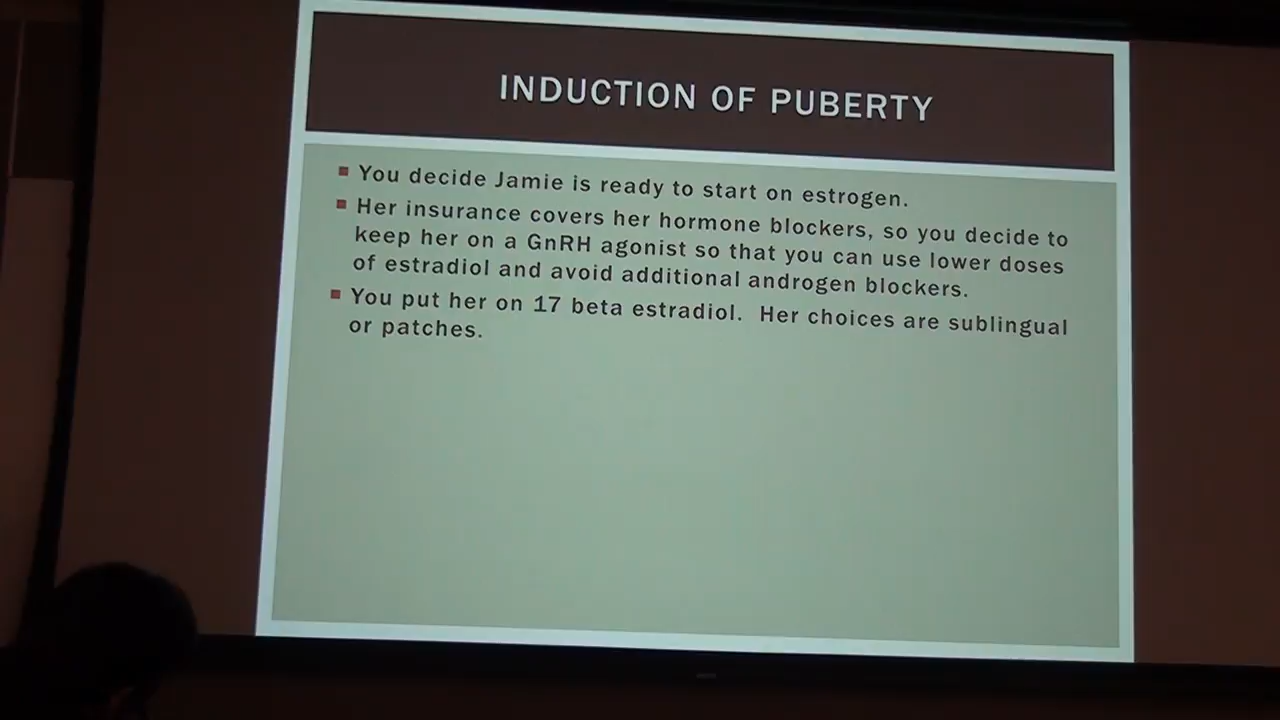 INDUCTION OF PUBERTY
You decide Jamie is ready to start on estrogen.
Her insurance covers her hormone blockers, so you decide to
keep her on a GnRH agonist so that you can use lower doses
of estradiol and avoid additional androgen blockers.
You put her on 17 beta estradiol.  Her choices are sublingual
or patches.